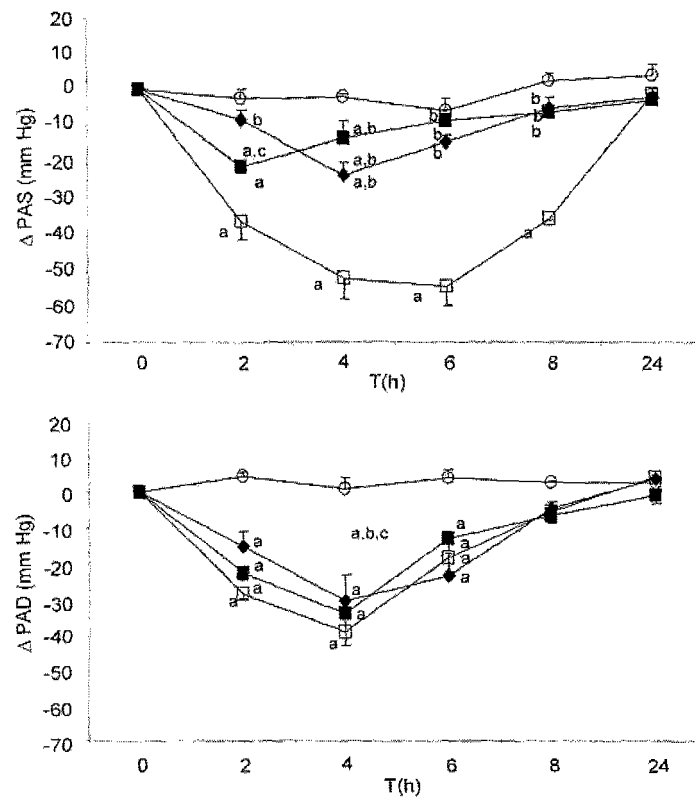 20
10
0
-10
-20
-30
-40
-50
-60
-70
Δ PAS (mm Hg)
b
a,c
a
a,b
a,b
a,b
b
b
b
b
b
b
a
a
a
a
0 2 4 6 8 24
T(h)
20
10
0
-10
-20
-30
-40
-50
-60
-70
Δ PAD (mm Hg)
a,b,c
a
a
a
a
a
a
a
a
a
a
a
0 2 4 6 8 24
T(h)